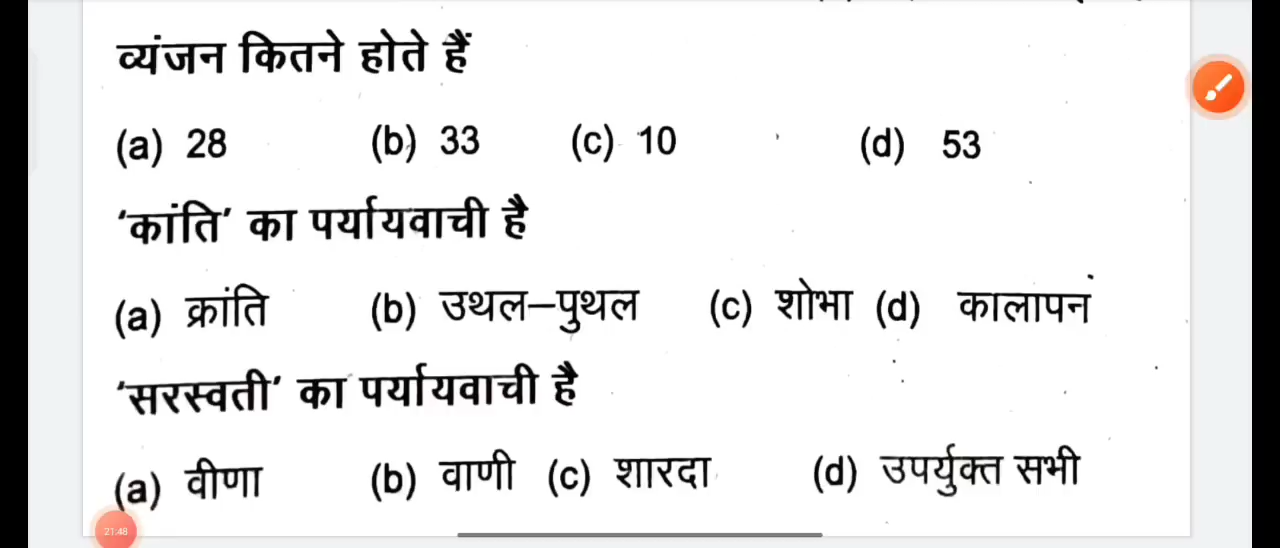 व्यंजन कितने होते हैं
(a) 28 (b) 33 (c) 10 (d) 53
‘कांति’ का पर्यायवाची है
(a) क्रांति (b) उथल–पुथल (c) शोभा (d) कालापन
‘सरस्वती’ का पर्यायवाची है
(a) वीणा (b) वाणी (c) शारदा (d) उपर्युक्त सभी
21:48